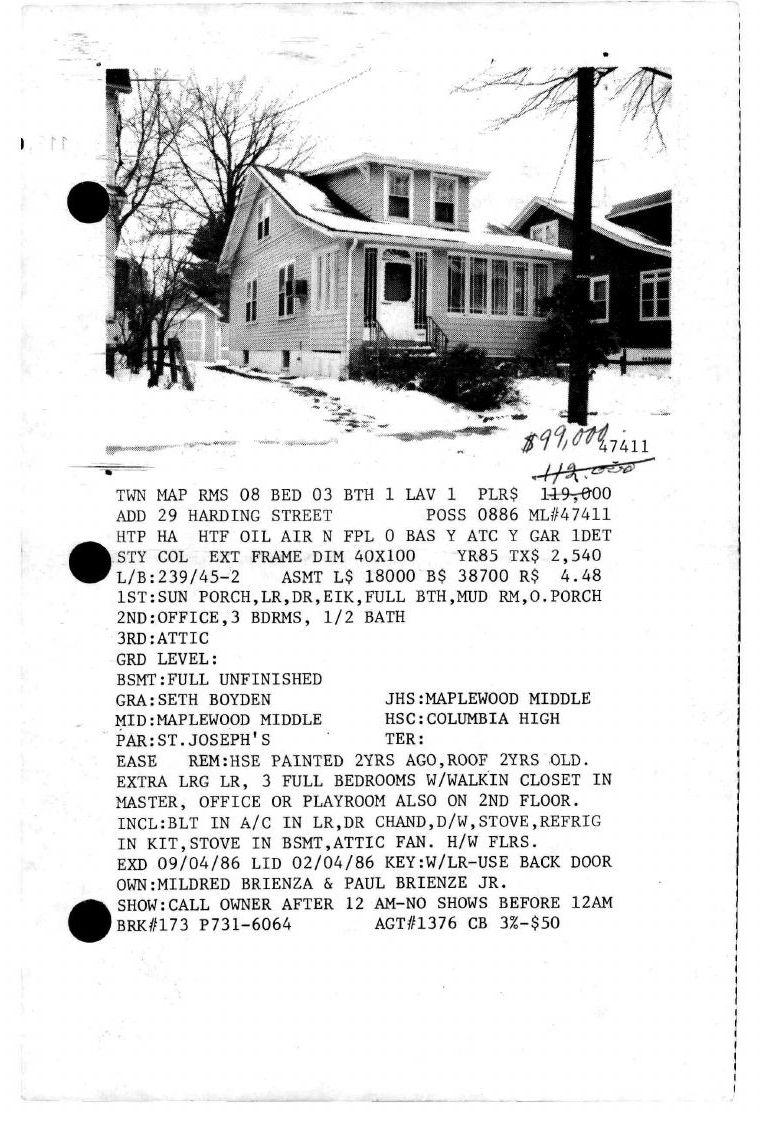 $99,000
47411
112.000
TWN MAP RMS 08 BED 03 BTH 1 LAV 1 PLR$ 119,000
ADD 29 HARDING STREET POSS 0886 ML#47411
HTP HA HTF OIL AIR N FPL 0 BAS Y ATC Y GAR 1DET
STY COL EXT FRAME DIM 40X100 YR85 TX$ 2,540
L/B:239/45-2 ASMT L$ 18000 B$ 38700 R$ 4.48
1ST:SUN PORCH,LR,DR,EIK,FULL BTH,MUD RM,O.PORCH
2ND:OFFICE,3 BDRMS, 1/2 BATH
3RD:ATTIC
GRD LEVEL:
BSMT:FULL UNFINISHED
GRA:SETH BOYDEN JHS:MAPLEWOOD MIDDLE
MID:MAPLEWOOD MIDDLE HSC:COLUMBIA HIGH
PAR:ST.JOSEPH'S TER:
EASE REM:HSE PAINTED 2YRS AGO,ROOF 2YRS OLD.
EXTRA LRG LR, 3 FULL BEDROOMS W/WALKIN CLOSET IN
MASTER, OFFICE OR PLAYROOM ALSO ON 2ND FLOOR.
INCL:BLT IN A/C IN LR,DR CHAND,D/W,STOVE,REFRIG
IN KIT,STOVE IN BSMT,ATTIC FAN. H/W FLRS.
EXD 09/04/86 LID 02/04/86 KEY:W/LR-USE BACK DOOR
OWN:MILDRED BRIENZA & PAUL BRIENZE JR.
SHOW:CALL OWNER AFTER 12 AM-NO SHOWS BEFORE 12AM
BRK#173 P731-6064 AGT#1376 CB 3%-$50